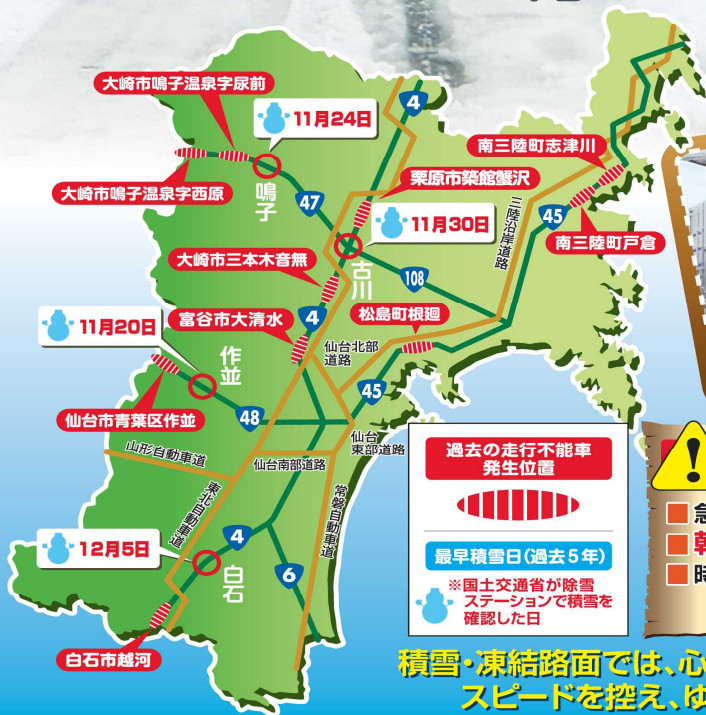 大崎市鳴子温泉字尿前
11月24日
4
大崎市鳴子温泉字西原
鳴子
47
栗原市築館蟹沢
南三陸町志津川
11月30日
三陸沿岸道路
45
南三陸町戸倉
大崎市三本木音無
古川
108
11月20日
富谷市大清水
4
松島町根廻
作並
仙台北部
道路
45
仙台市青葉区作並
48
仙台
東部道路
山形自動車道
仙台南部道路
東北自動車道
常磐自動車道
12月5日
4
白石
6
白石市越河
過去の走行不能車
発生位置
最早積雪日(過去5年)
※国土交通省が除雪
ステーションで積雪を
確認した日
!
急
時
積雪・凍結路面では、心
スピードを控え、ゆ